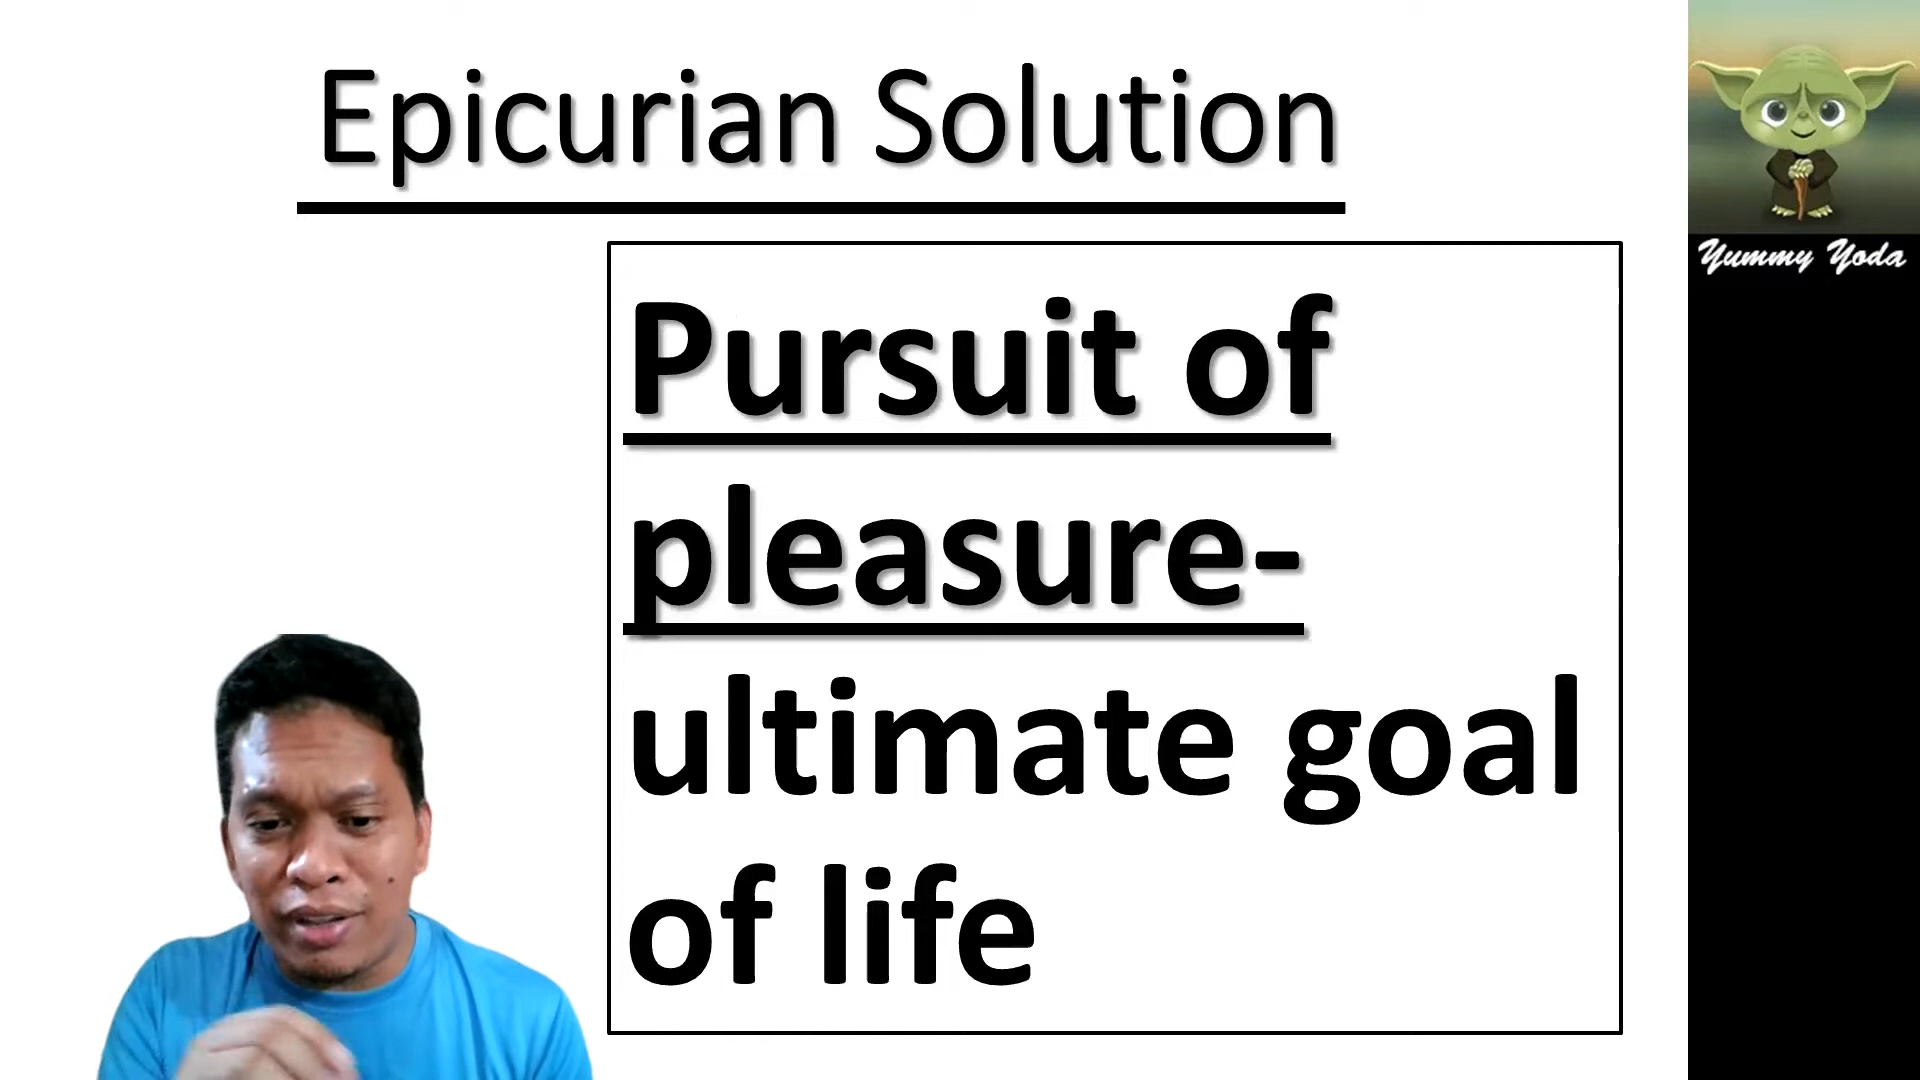 Epicurian Solution
Yummy Yoda
Pursuit of
pleasure-
ultimate goal
of life